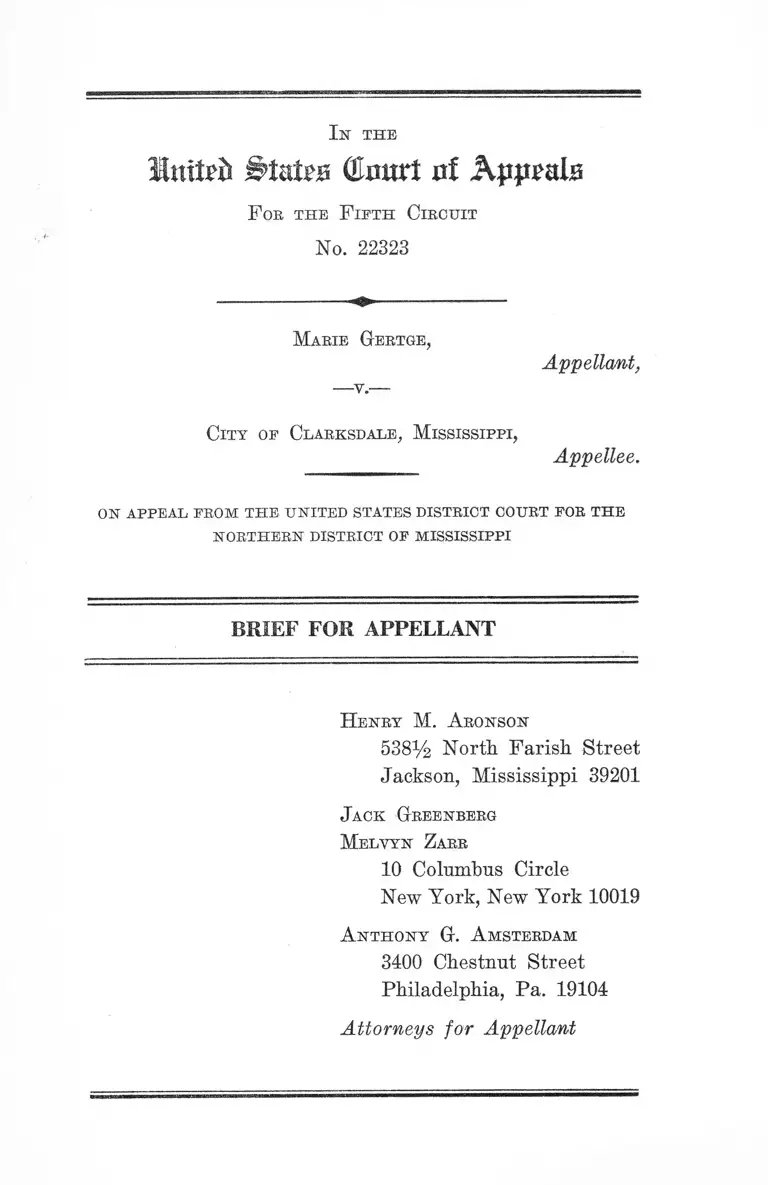 IN THE
United States Court of Appeals
FOR THE FIFTH CIRCUIT
No. 22323
MARIE GERTGE,
Appellant,
—v.—
CITY OF CLARKSDALE, MISSISSIPPI,
Appellee.
ON APPEAL FROM THE UNITED STATES DISTRICT COURT FOR THE
NORTHERN DISTRICT OF MISSISSIPPI
BRIEF FOR APPELLANT
HENRY M. ARONSON
538½ North Farish Street
Jackson, Mississippi 39201
JACK GREENBERG
MELVYN ZARR
10 Columbus Circle
New York, New York 10019
ANTHONY G. AMSTERDAM
3400 Chestnut Street
Philadelphia, Pa. 19104
Attorneys for Appellant